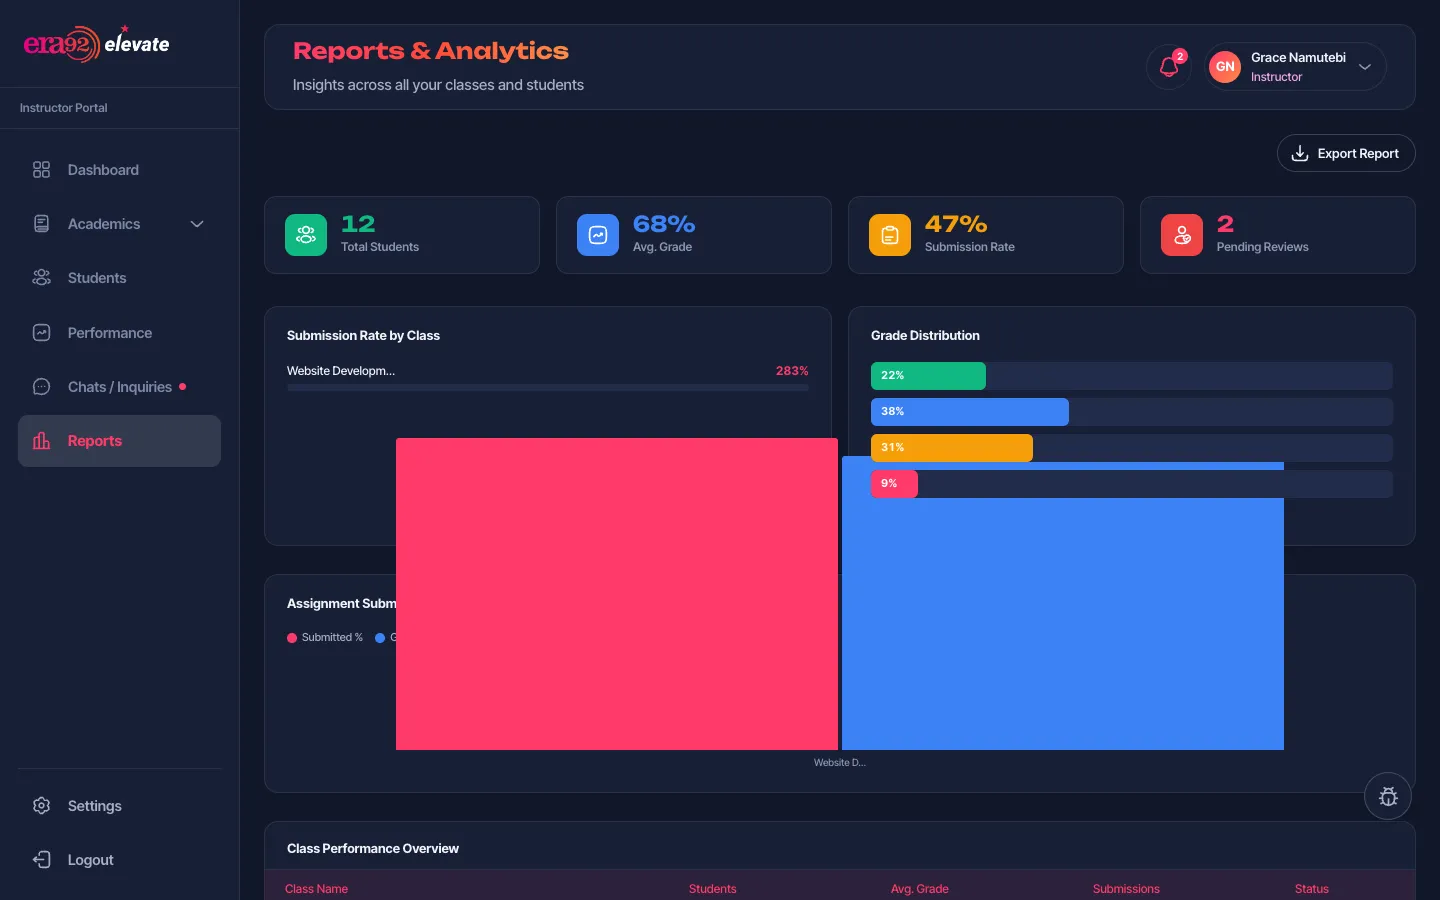 era92 elevate
Instructor Portal
Dashboard
Academics
Students
Performance
Chats / Inquiries
Reports
Settings
Logout
Reports & Analytics
Insights across all your classes and students
2
GN
Grace Namutebi
Instructor
Export Report
12
Total Students
68%
Avg. Grade
47%
Submission Rate
2
Pending Reviews
Submission Rate by Class
Website Developm...
283%
Grade Distribution
22%
38%
31%
9%
Assignment Subm
Submitted %
G
Website D...
Class Performance Overview
Class Name Students Avg. Grade Submissions Status